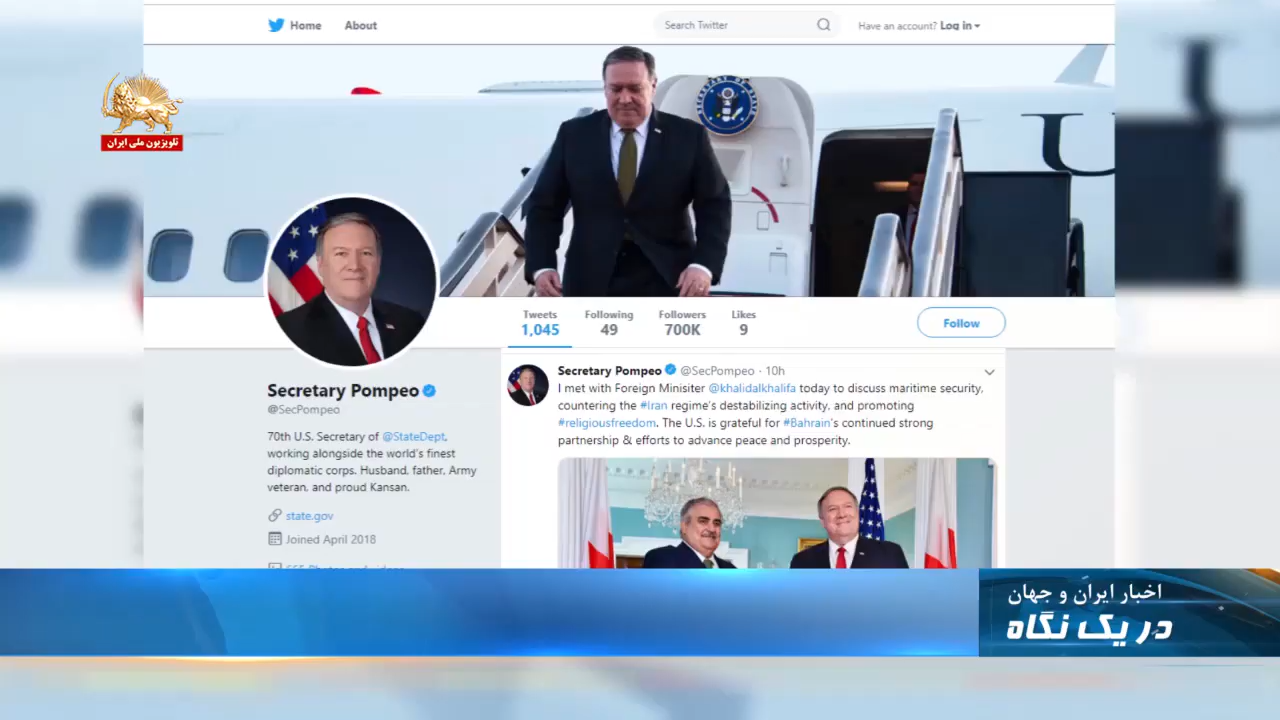 Home
About
Search Twitter
Have an account? Log in
تلویزیون ملی ایران
Tweets
1,045
Following
49
Followers
700K
Likes
9
Follow
Secretary Pompeo
@SecPompeo
70th U.S. Secretary of @StateDept,
working alongside the world's finest
diplomatic corps. Husband, father, Army
veteran, and proud Kansan.
state.gov
Joined April 2018
Secretary Pompeo @SecPompeo · 10h
I met with Foreign Minisiter @khalidalkhalifa today to discuss maritime security,
countering the #Iran regime's destabilizing activity, and promoting
#religiousfreedom. The U.S. is grateful for #Bahrain's continued strong
partnership & efforts to advance peace and prosperity.
اخبار ایران و جهان
در یک نگاه